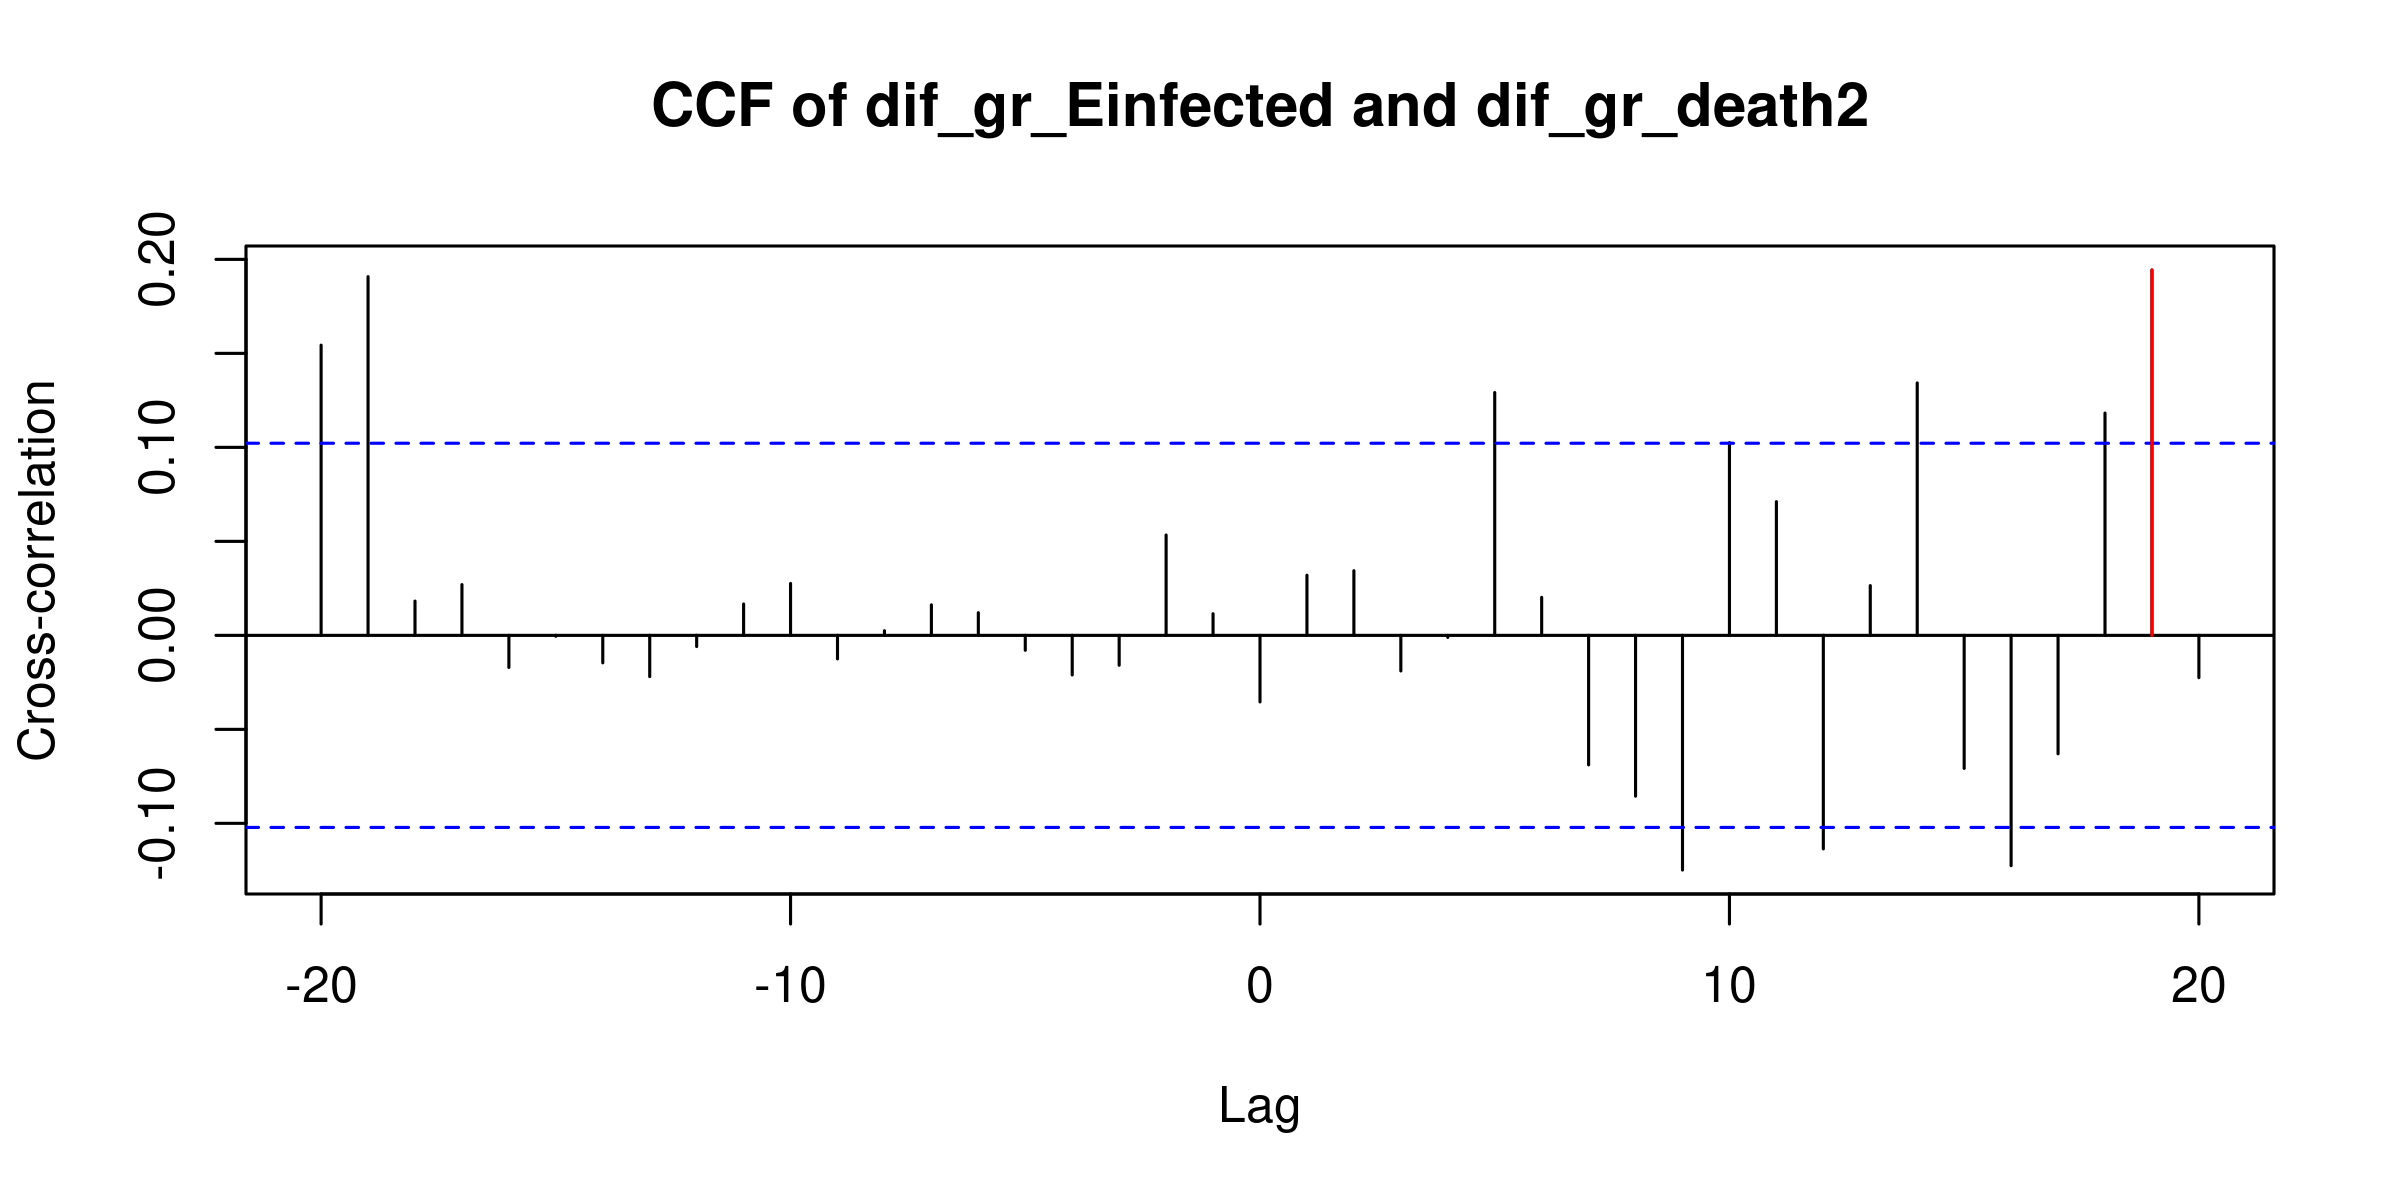 CCF of dif_gr_Einfected and dif_gr_death2
Cross-correlation
0.20
0.10
0.00
-0.10
-20 -10 0 10 20
Lag